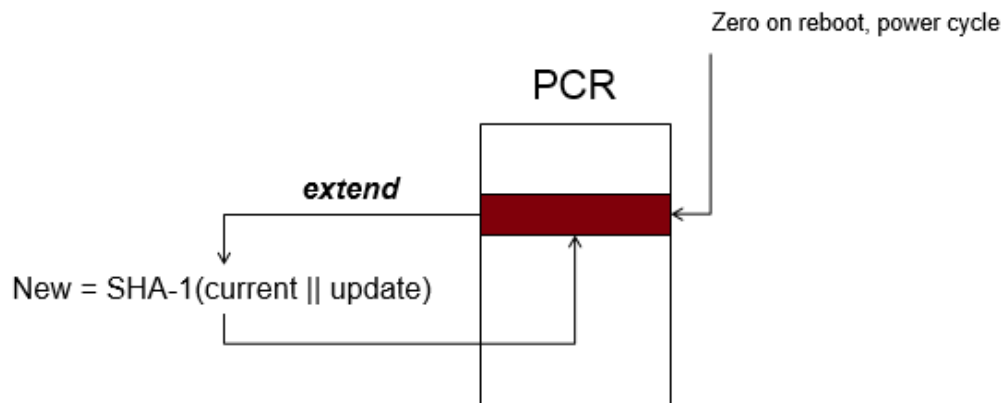 Zero on reboot, power cycle
PCR
extend
New = SHA-1(current || update)